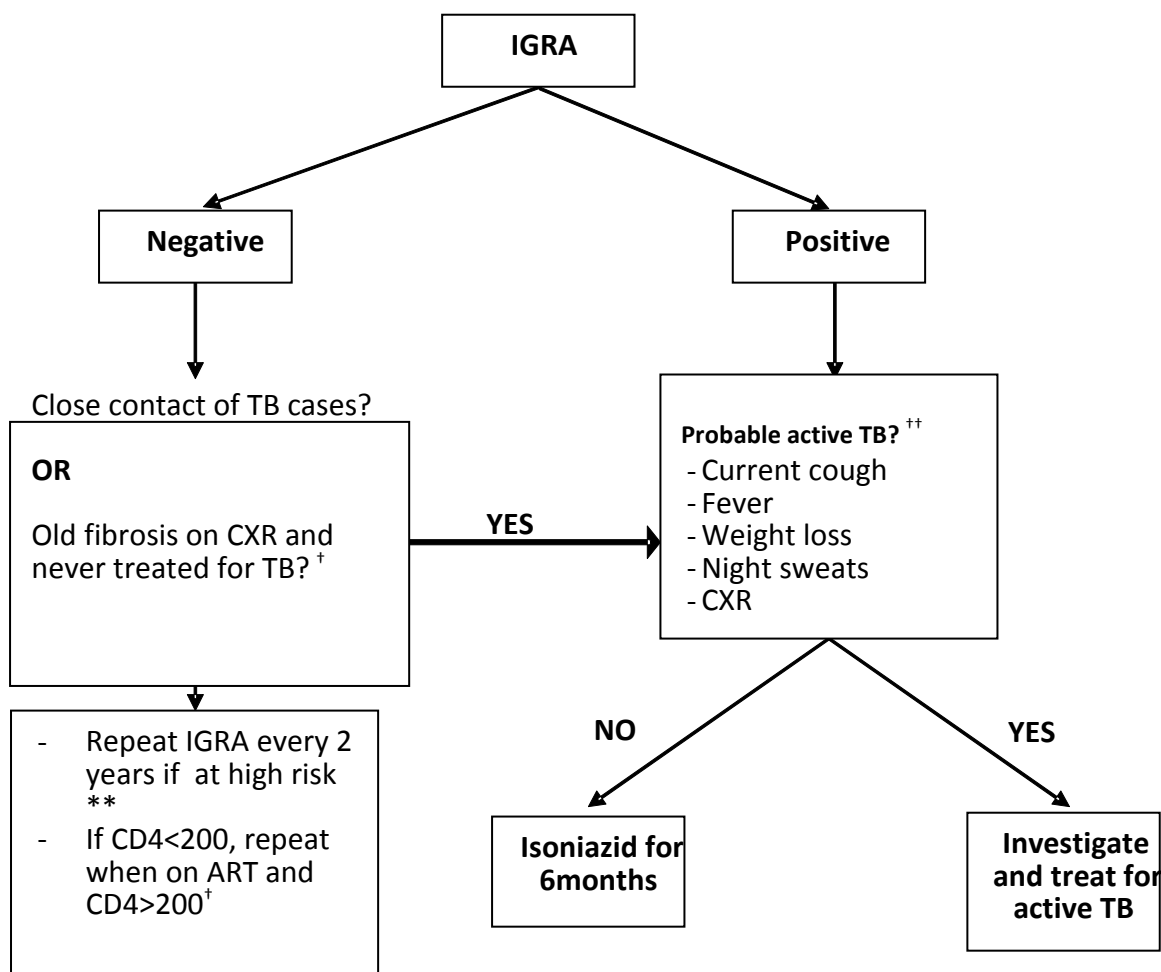 IGRA
Negative
Positive
Close contact of TB cases?
OR
Old fibrosis on CXR and
never treated for TB? †
YES
Probable active TB? ††
- Current cough
- Fever
- Weight loss
- Night sweats
- CXR
- Repeat IGRA every 2
years if at high risk
**
- If CD4<200, repeat
when on ART and
CD4>200†
NO
YES
Isoniazid for
6months
Investigate
and treat for
active TB